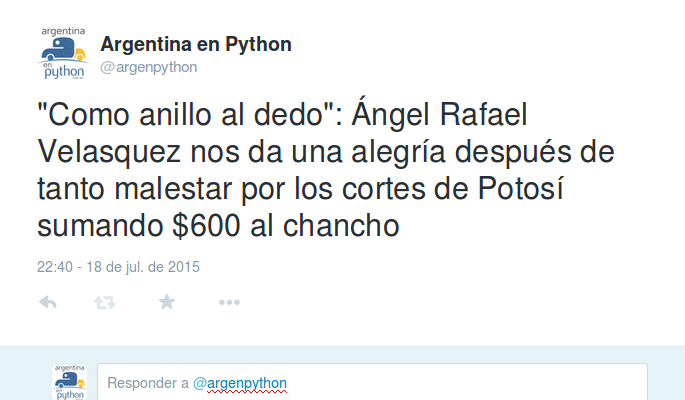 argentina
en
python
Argentina en Python
@argenpython
"Como anillo al dedo": Ángel Rafael
Velasquez nos da una alegría después de
tanto malestar por los cortes de Potosí
sumando $600 al chancho
22:40 - 18 de jul. de 2015
argentina
en
python
Responder a @argenpython